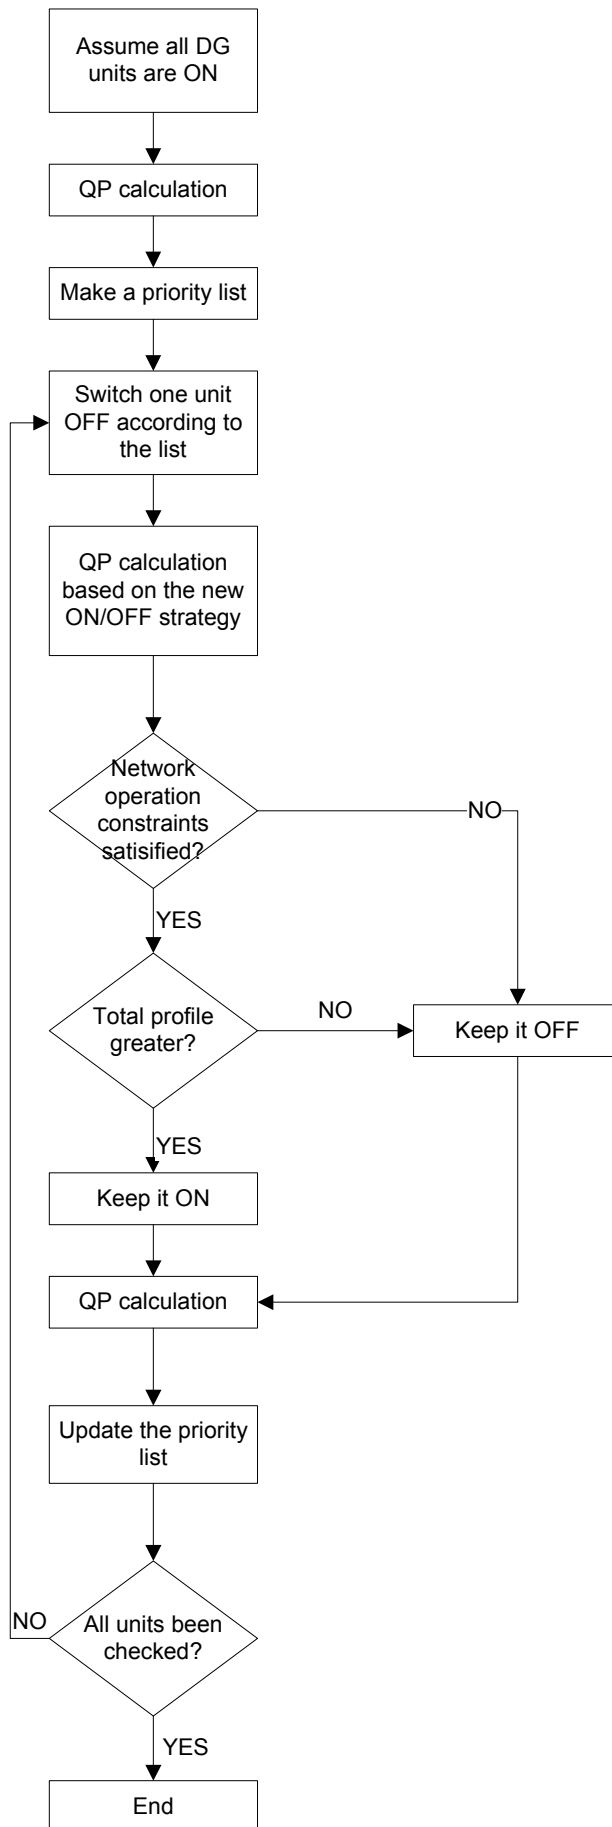 Assume all DG
units are ON
QP calculation
Make a priority list
Switch one unit
OFF according to
the list
QP calculation
based on the new
ON/OFF strategy
Network
operation
constraints
satisified?
NO
YES
Total profile
greater?
NO
Keep it OFF
YES
Keep it ON
QP calculation
Update the priority
list
All units been
checked?
NO
YES
End